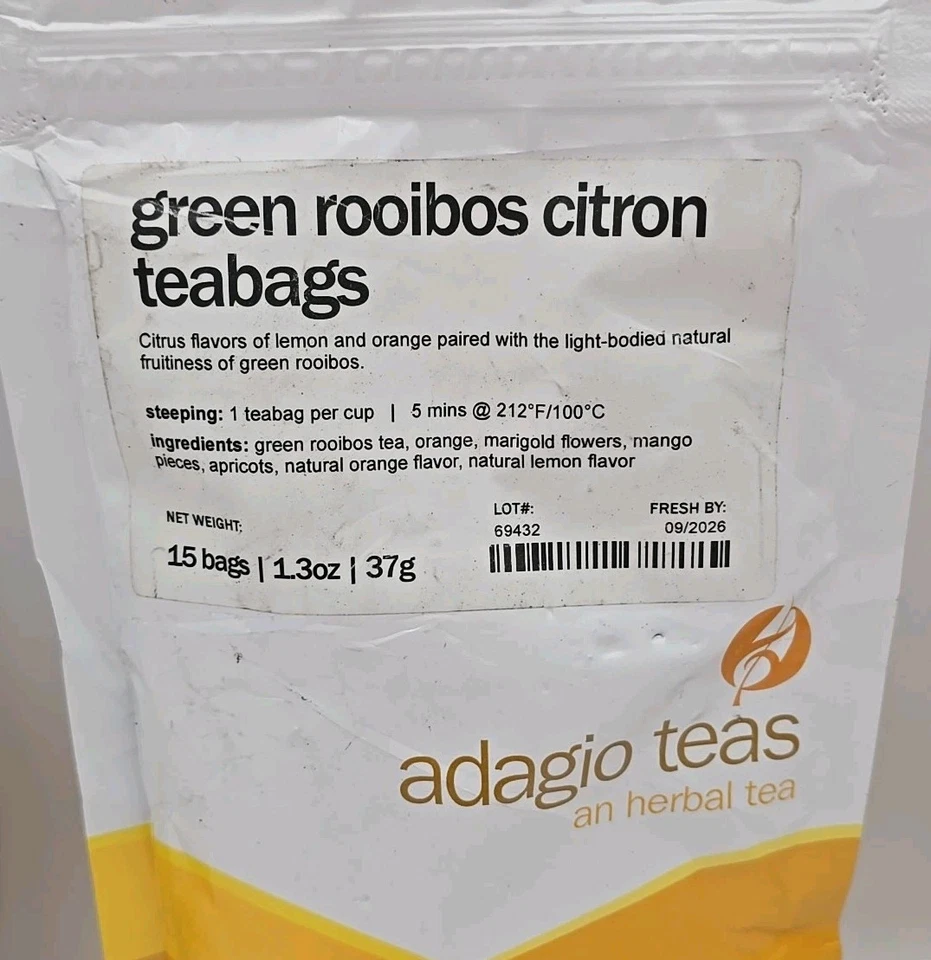 green rooibos citron
teabags
Citrus flavors of lemon and orange paired with the light-bodied natural
fruitiness of green rooibos.
steeping: 1 teabag per cup | 5 mins @ 212°F/100°C
ingredients: green rooibos tea, orange, marigold flowers, mango
pieces, apricots, natural orange flavor, natural lemon flavor
NET WEIGHT:
15 bags | 1.3oz | 37g
LOT#:
69432
FRESH BY:
09/2026
adagio teas
an herbal tea